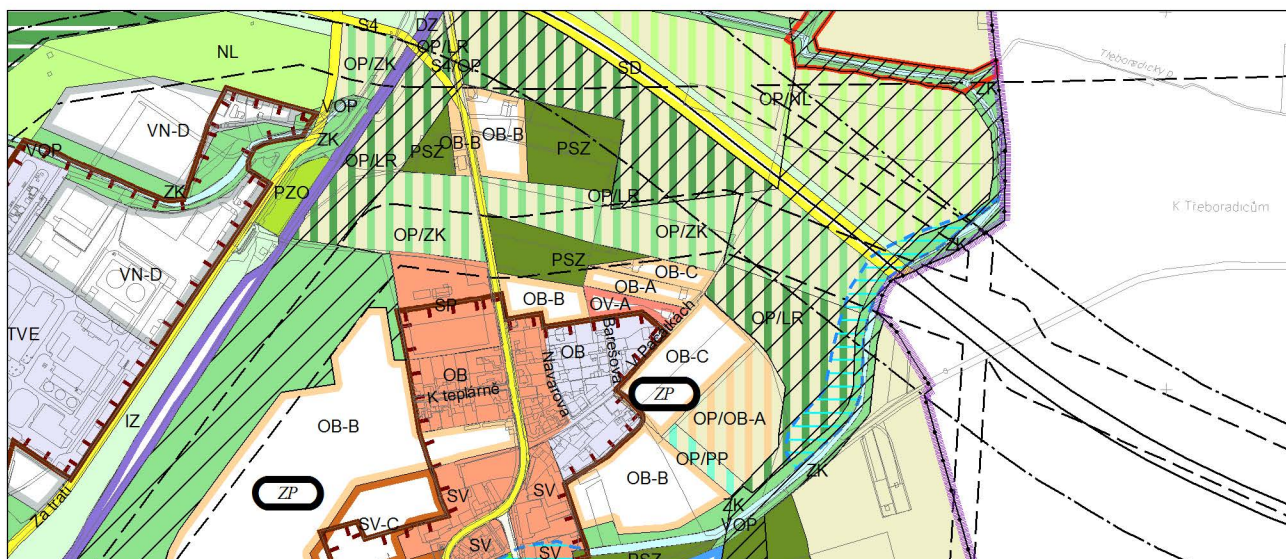 S4
DZ
OP/LR
NL
OP/ZK
S4/OP
SD
Třeboradický p.
ZK
OP/NL
VOP
VN-D
ZK
OB-B
OB-B
VOP
PSZ
PSZ
OP/LR
ZK
PZO
OP/LR
K Třeboradicům
OP/ZK
OP/ZK
ZK
VN-D
PSZ
OB-C
OB-A
OB-B
OV-A
SP
OP/LR
TVE
OB
Barešova
Navarova
OB-C
OB
K teplárně
ZP
IZ
OB-B
OP/OB-A
OP/PP
OB-B
ZK
SV
SV
ZP
ZK
Za tratí
SV-C
VOP
SV
SV
PSZ